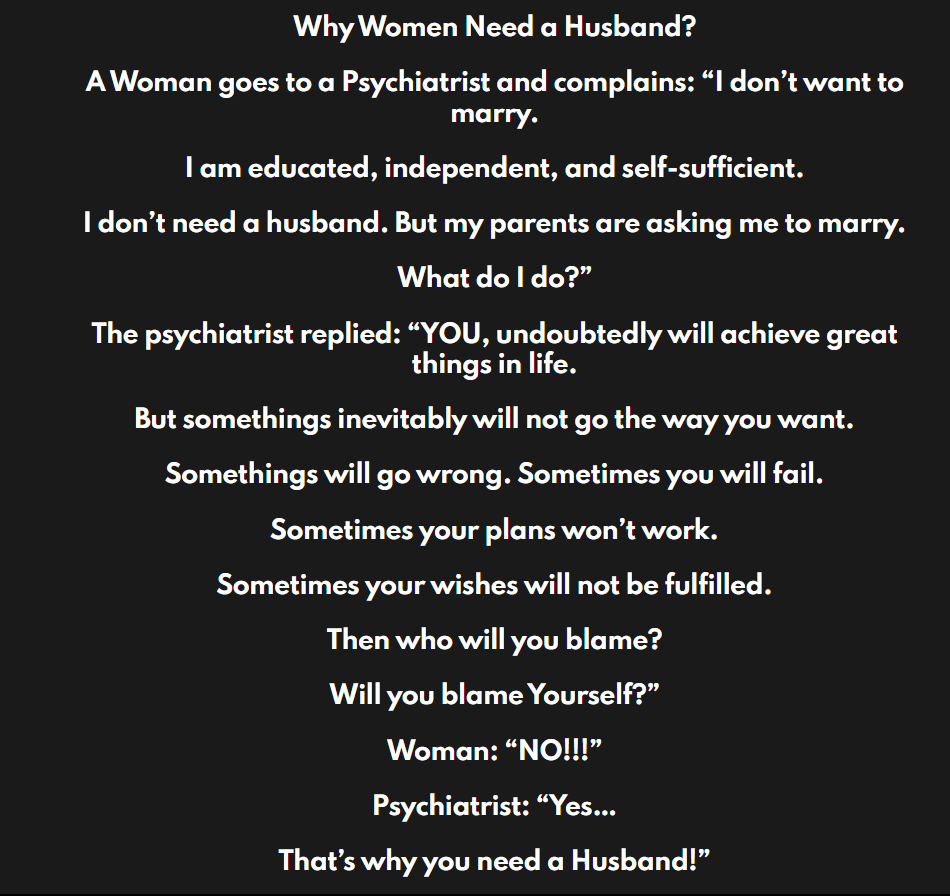 Why Women Need a Husband?
A Woman goes to a Psychiatrist and complains: “I don’t want to
marry.
I am educated, independent, and self-sufficient.
I don’t need a husband. But my parents are asking me to marry.
What do I do?”
The psychiatrist replied: “YOU, undoubtedly will achieve great
things in life.
But somethings inevitably will not go the way you want.
Somethings will go wrong. Sometimes you will fail.
Sometimes your plans won’t work.
Sometimes your wishes will not be fulfilled.
Then who will you blame?
Will you blame Yourself?”
Woman: “NO!!!”
Psychiatrist: “Yes...
That’s why you need a Husband!”